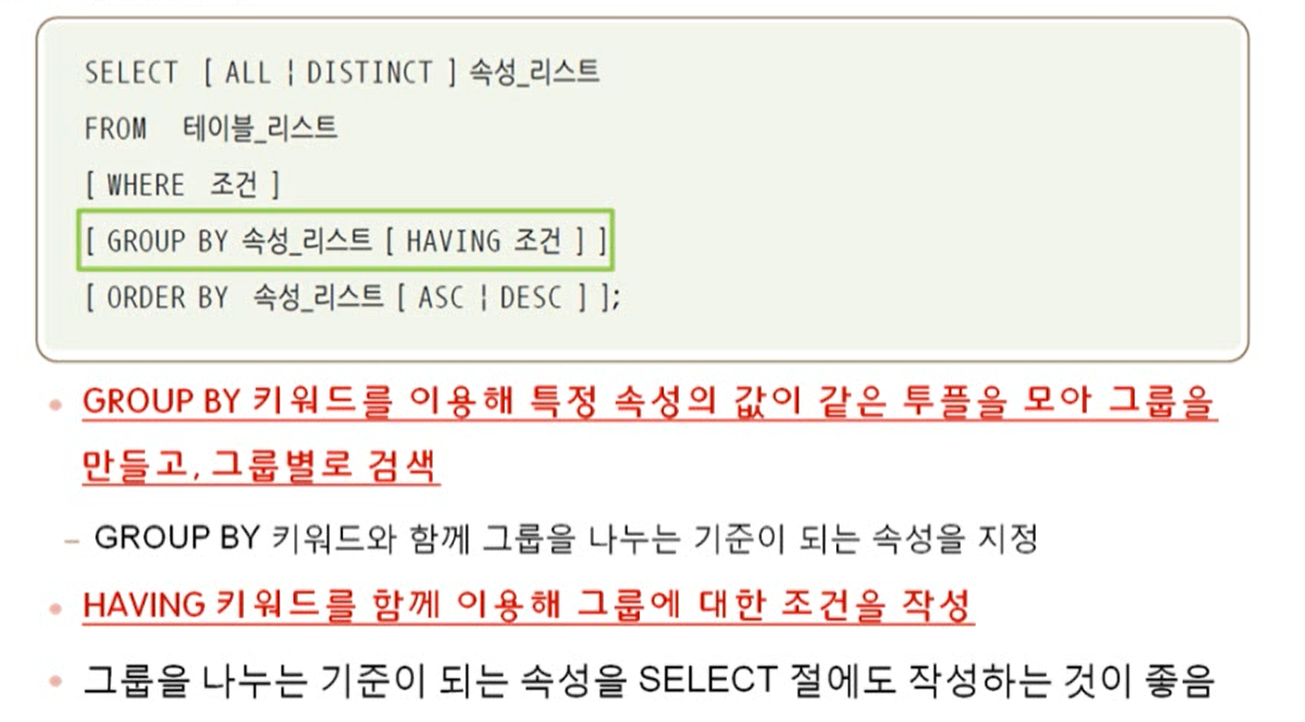 SELECT [ ALL ¦ DISTINCT ] 속성_리스트
FROM 테이블_리스트
[ WHERE 조건 ]
[ GROUP BY 속성_리스트 [ HAVING 조건 ] ]
[ ORDER BY 속성_리스트 [ ASC ¦ DESC ] ];
• GROUP BY 키워드를 이용해 특정 속성의 값이 같은 투플을 모아 그룹을
만들고, 그룹별로 검색
– GROUP BY 키워드와 함께 그룹을 나누는 기준이 되는 속성을 지정
• HAVING 키워드를 함께 이용해 그룹에 대한 조건을 작성
• 그룹을 나누는 기준이 되는 속성을 SELECT 절에도 작성하는 것이 좋음